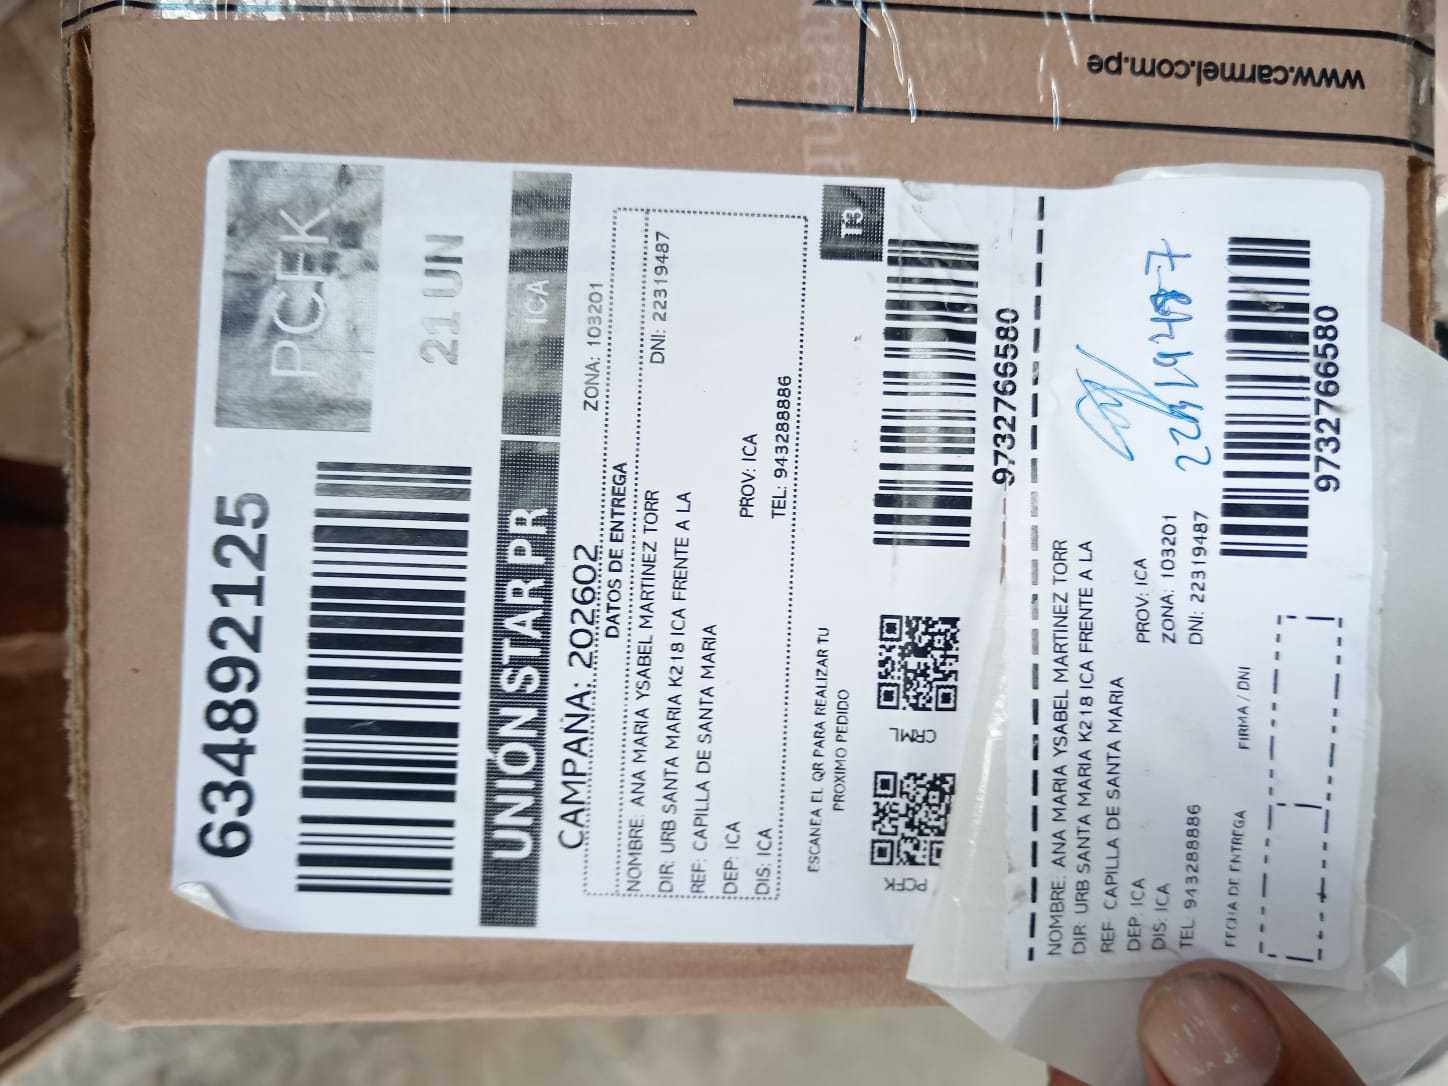 www.carmel.com.pe
PCFK
21 UN
634892125
UNIÓN STAR PR
ICA
CAMPAÑA: 202602
ZONA: 103201
DATOS DE ENTREGA
NOMBRE: ANA MARIA YSABEL MARTINEZ TORR
DNI: 22319487
DIR: URB SANTA MARIA K218 ICA FRENTE A LA
REF: CAPILLA DE SANTA MARIA
DEP: ICA
PROV: ICA
DIS: ICA
TEL: 943288886
T3
ESCANEA EL QR PARA REALIZAR TU
PROXIMO PEDIDO
PCFK
CRML
9732766580
NOMBRE: ANA MARIA YSABEL MARTINEZ TORR
DIR: URB SANTA MARIA K218 ICA FRENTE A LA
REF: CAPILLA DE SANTA MARIA
DEP: ICA
PROV: ICA
DIS: ICA
ZONA: 103201
TEL: 943288886
DNI: 22319487
FECHA DE ENTREGA
FIRMA / DNI
9732766580